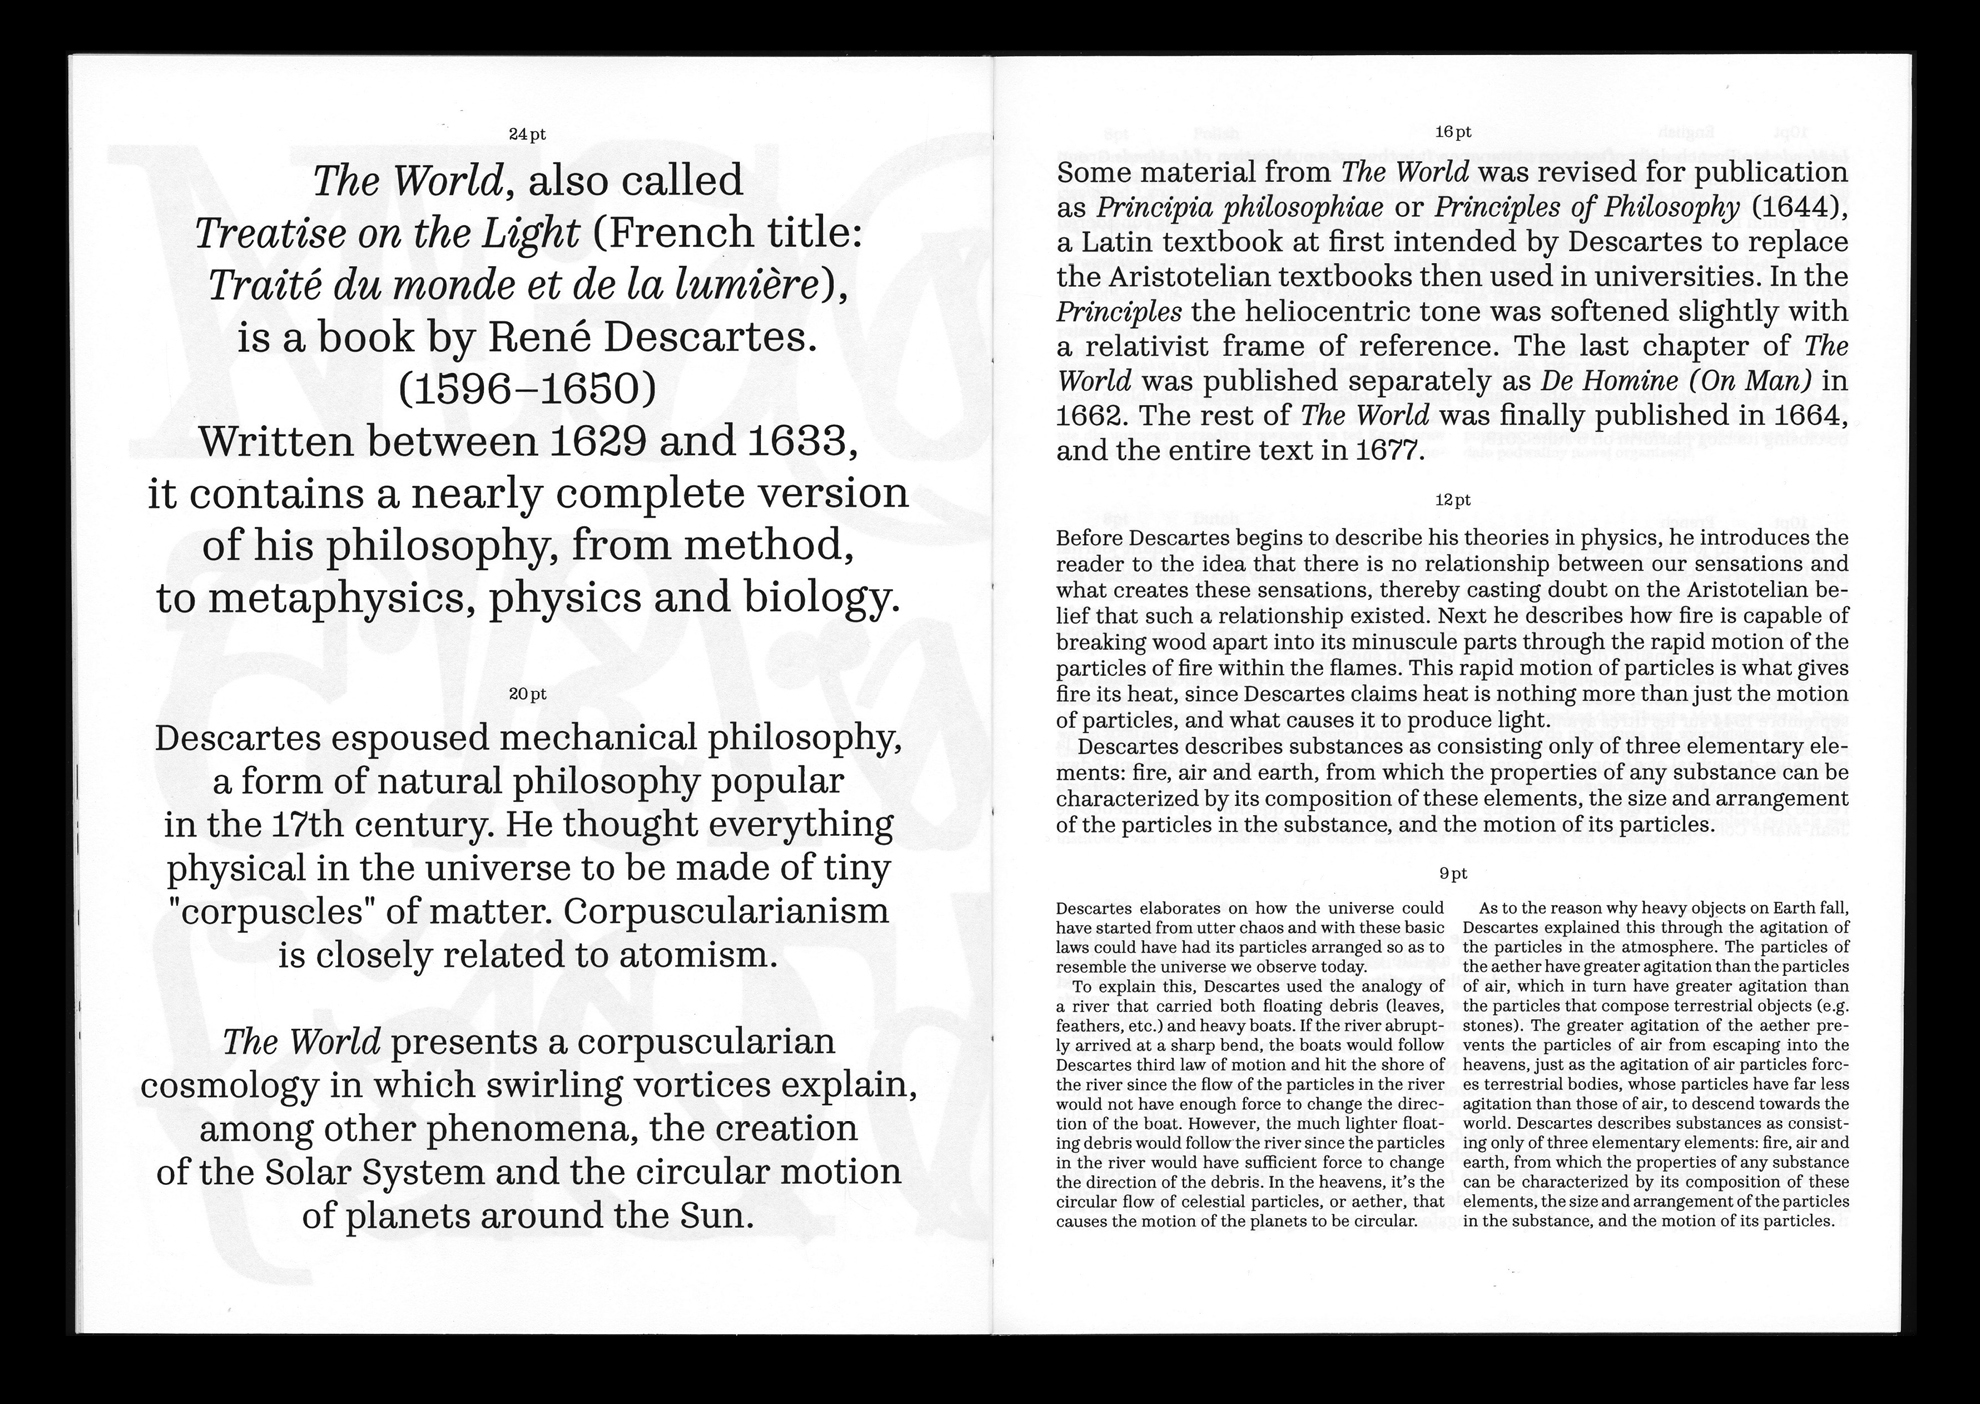 24 pt
The World, also called
Treatise on the Light (French title:
Traité du monde et de la lumière),
is a book by René Descartes.
(1596–1650)
Written between 1629 and 1633,
it contains a nearly complete version
of his philosophy, from method,
to metaphysics, physics and biology.
20 pt
Descartes espoused mechanical philosophy,
a form of natural philosophy popular
in the 17th century. He thought everything
physical in the universe to be made of tiny
"corpuscles" of matter. Corpuscularianism
is closely related to atomism.
The World presents a corpuscularian
cosmology in which swirling vortices explain,
among other phenomena, the creation
of the Solar System and the circular motion
of planets around the Sun.
16 pt
Some material from The World was revised for publication
as Principia philosophiae or Principles of Philosophy (1644),
a Latin textbook at first intended by Descartes to replace
the Aristotelian textbooks then used in universities. In the
Principles the heliocentric tone was softened slightly with
a relativist frame of reference. The last chapter of The
World was published separately as De Homine (On Man) in
1662. The rest of The World was finally published in 1664,
and the entire text in 1677.
12 pt
Before Descartes begins to describe his theories in physics, he introduces the
reader to the idea that there is no relationship between our sensations and
what creates these sensations, thereby casting doubt on the Aristotelian be-
lief that such a relationship existed. Next he describes how fire is capable of
breaking wood apart into its minuscule parts through the rapid motion of the
particles of fire within the flames. This rapid motion of particles is what gives
fire its heat, since Descartes claims heat is nothing more than just the motion
of particles, and what causes it to produce light.
Descartes describes substances as consisting only of three elementary ele-
ments: fire, air and earth, from which the properties of any substance can be
characterized by its composition of these elements, the size and arrangement
of the particles in the substance, and the motion of its particles.
9 pt
Descartes elaborates on how the universe could
have started from utter chaos and with these basic
laws could have had its particles arranged so as to
resemble the universe we observe today.
To explain this, Descartes used the analogy of
a river that carried both floating debris (leaves,
feathers, etc.) and heavy boats. If the river abrupt-
ly arrived at a sharp bend, the boats would follow
Descartes third law of motion and hit the shore of
the river since the flow of the particles in the river
would not have enough force to change the direc-
tion of the boat. However, the much lighter float-
ing debris would follow the river since the particles
in the river would have sufficient force to change
the direction of the debris. In the heavens, it's the
circular flow of celestial particles, or aether, that
causes the motion of the planets to be circular.
As to the reason why heavy objects on Earth fall,
Descartes explained this through the agitation of
the particles in the atmosphere. The particles of
the aether have greater agitation than the particles
of air, which in turn have greater agitation than
the particles that compose terrestrial objects (e.g.
stones). The greater agitation of the aether pre-
vents the particles of air from escaping into the
heavens, just as the agitation of air particles forc-
es terrestrial bodies, whose particles have far less
agitation than those of air, to descend towards the
world. Descartes describes substances as consist-
ing only of three elementary elements: fire, air and
earth, from which the properties of any substance
can be characterized by its composition of these
elements, the size and arrangement of the particles
in the substance, and the motion of its particles.